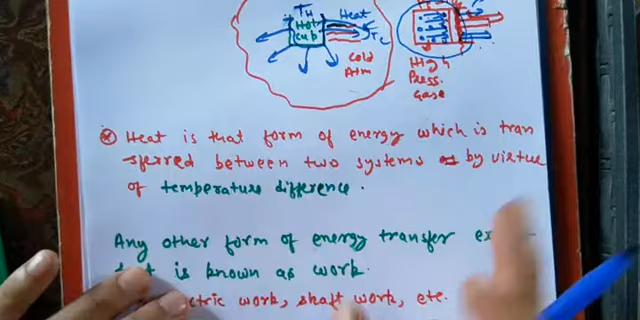 TH
Hot
cub
Heat
Tc
Cold
Atm
High
Press.
Gase
Heat is that form of energy which is tran
sferred between two systems by virtue
of temperature difference.
Any other form of energy transfer
is known as work.
ctric work, shaft work, etc.